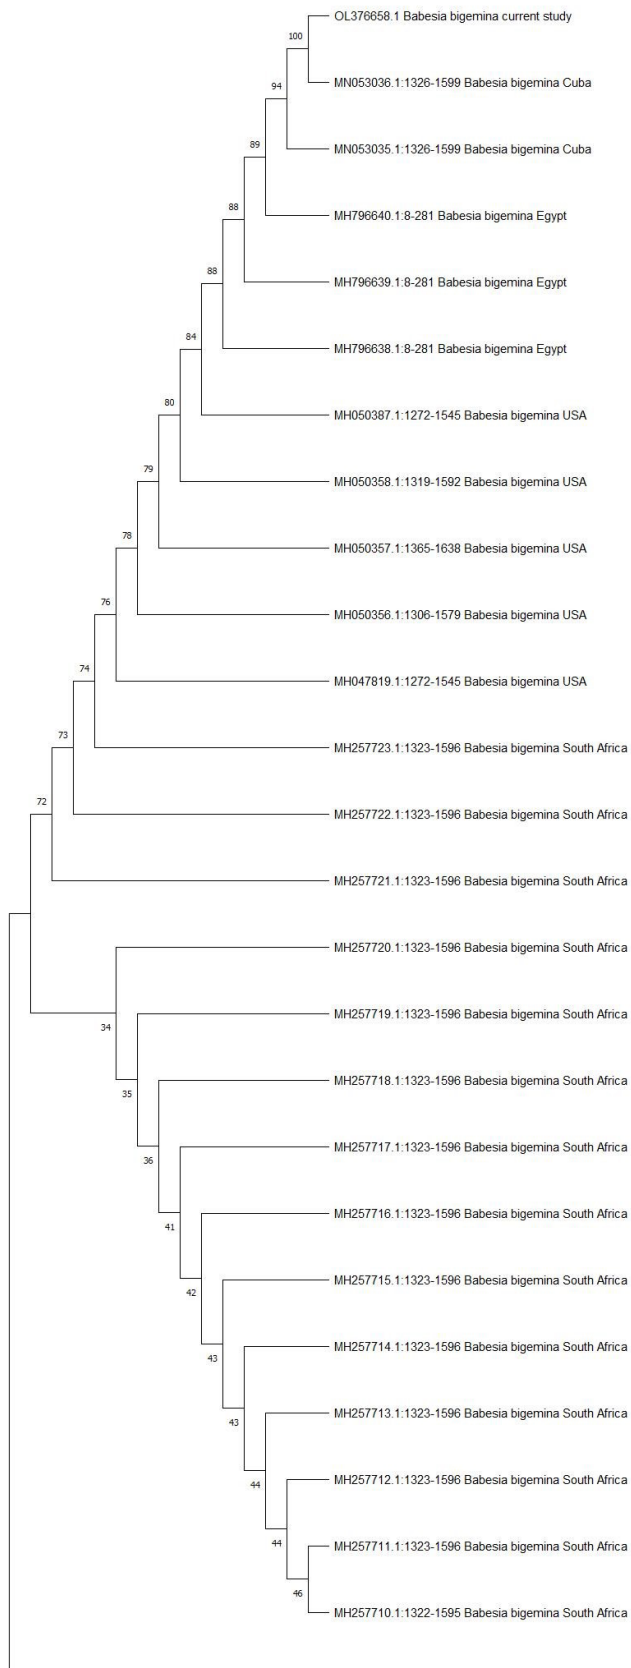 OL376658.1 Babesia bigemina current study
100
MN053036.1:1326-1599 Babesia bigemina Cuba
94
MN053035.1:1326-1599 Babesia bigemina Cuba
89
MH796640.1:8-281 Babesia bigemina Egypt
88
MH796639.1:8-281 Babesia bigemina Egypt
88
MH796638.1:8-281 Babesia bigemina Egypt
84
MH050387.1:1272-1545 Babesia bigemina USA
80
MH050358.1:1319-1592 Babesia bigemina USA
79
MH050357.1:1365-1638 Babesia bigemina USA
78
MH050356.1:1306-1579 Babesia bigemina USA
76
MH047819.1:1272-1545 Babesia bigemina USA
74
MH257723.1:1323-1596 Babesia bigemina South Africa
73
MH257722.1:1323-1596 Babesia bigemina South Africa
72
MH257721.1:1323-1596 Babesia bigemina South Africa
MH257720.1:1323-1596 Babesia bigemina South Africa
MH257719.1:1323-1596 Babesia bigemina South Africa
34
MH257718.1:1323-1596 Babesia bigemina South Africa
35
MH257717.1:1323-1596 Babesia bigemina South Africa
36
MH257716.1:1323-1596 Babesia bigemina South Africa
41
MH257715.1:1323-1596 Babesia bigemina South Africa
42
MH257714.1:1323-1596 Babesia bigemina South Africa
43
MH257713.1:1323-1596 Babesia bigemina South Africa
43
MH257712.1:1323-1596 Babesia bigemina South Africa
44
MH257711.1:1323-1596 Babesia bigemina South Africa
44
46
MH257710.1:1322-1595 Babesia bigemina South Africa